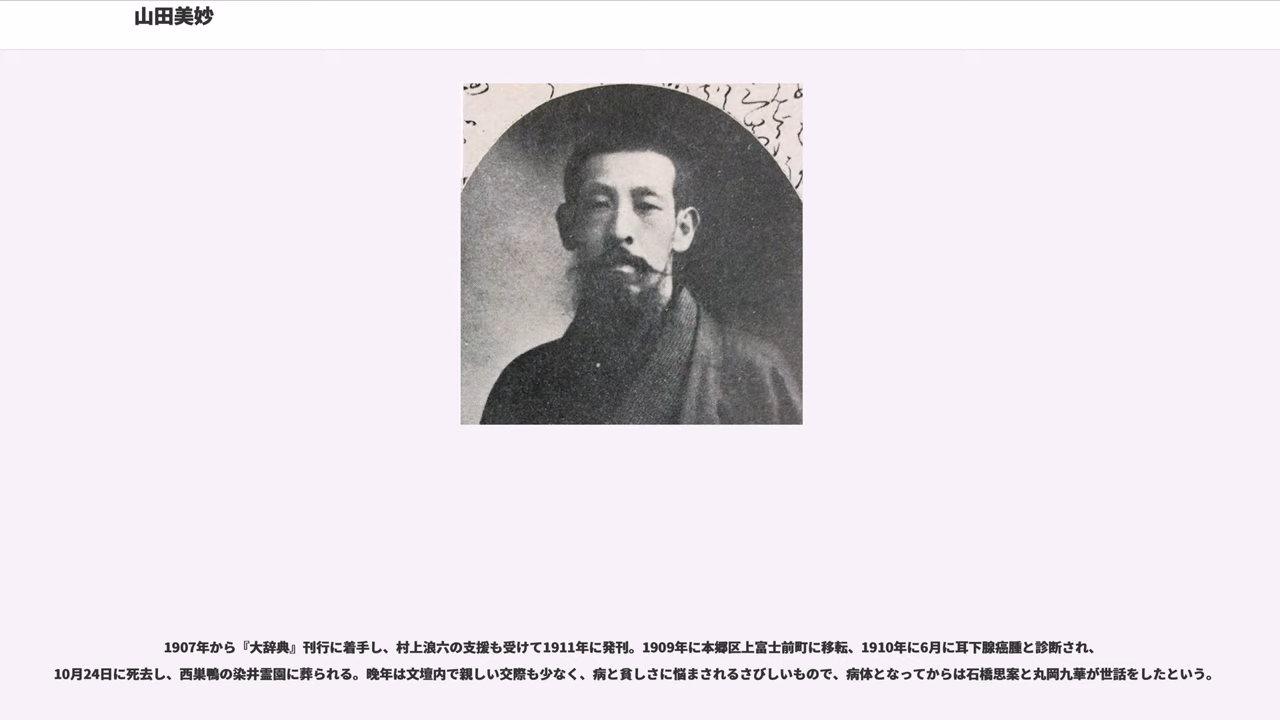 山田美妙
1907年から『大辞典』刊行に着手し、村上浪六の支援も受けて1911年に発刊。1909年に本郷区上富士前町に移転、1910年に6月に耳下腺癌腫と診断され、
10月24日に死去し、西巣鴨の染井霊園に葬られる。晩年は文壇内で親しい交際も少なく、病と貧しさに悩まされるさびしいもので、病体となってからは石橋思案と丸岡九華が世話をしたという。